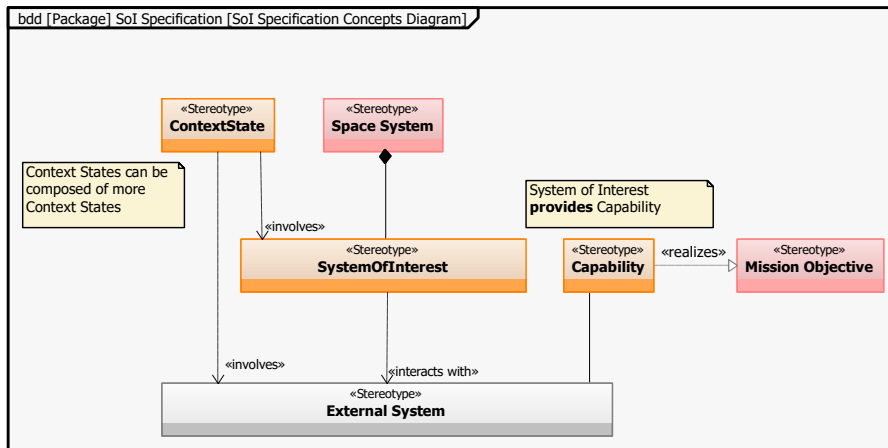 bdd [Package] SoI Specification [SoI Specification Concepts Diagram]
«Stereotype»
ContextState
«Stereotype»
Space System
Context States can be
composed of more
Context States
System of Interest
provides Capability
«involves»
«Stereotype»
SystemOfInterest
«Stereotype»
Capability
«realizes»
«Stereotype»
Mission Objective
«involves»
«interacts with»
«Stereotype»
External System